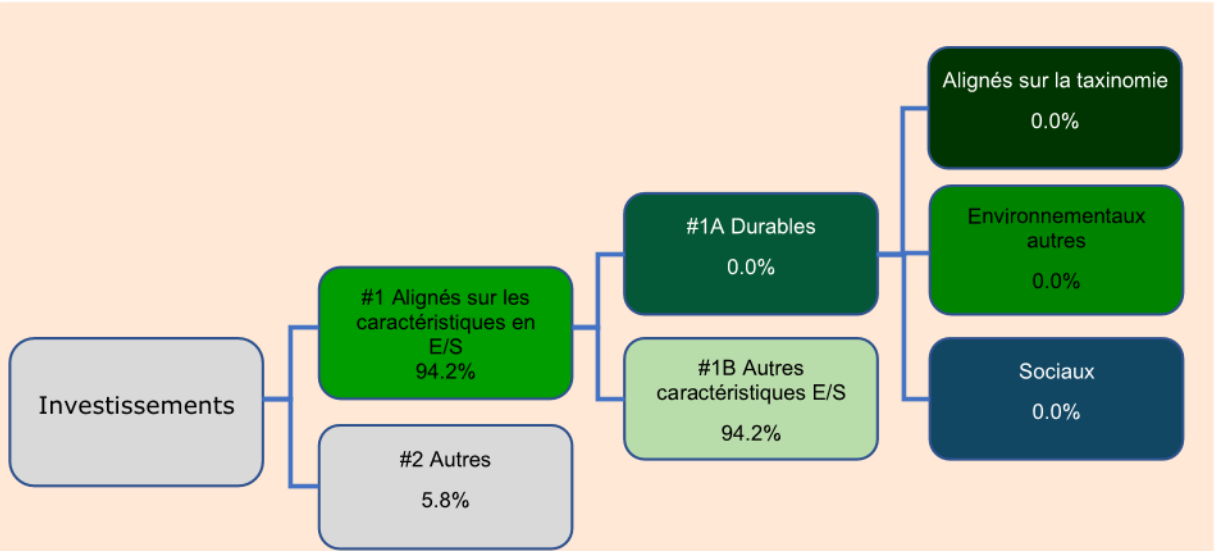 Investissements
#1 Alignés sur les
caractéristiques en
E/S
94.2%
#2 Autres
5.8%
#1A Durables
0.0%
#1B Autres
caractéristiques E/S
94.2%
Alignés sur la taxinomie
0.0%
Environnementaux
autres
0.0%
Sociaux
0.0%